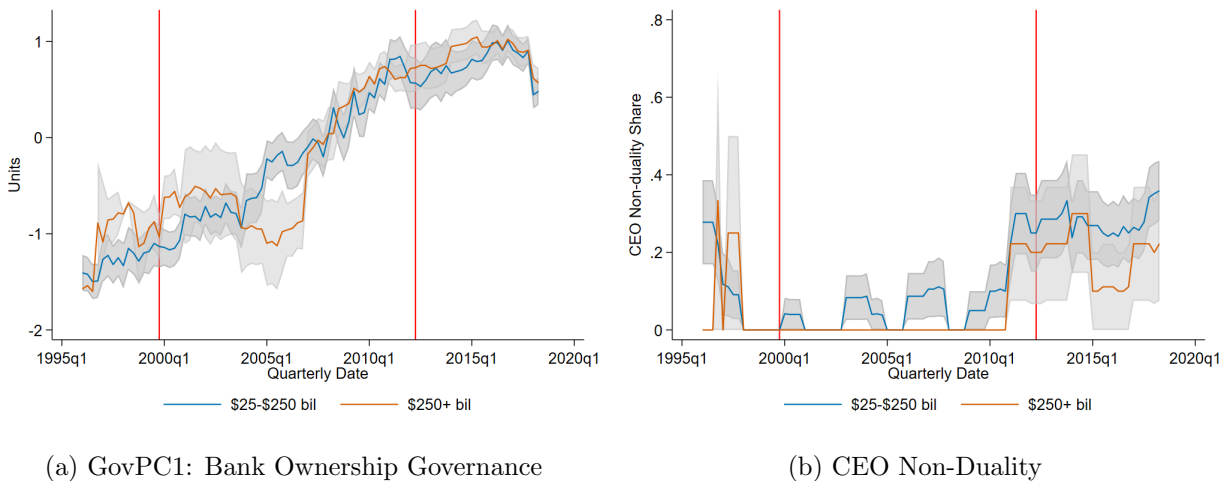 1
0
-1
-2
Units
1995q1 2000q1 2005q1 2010q1 2015q1 2020q1
Quarterly Date
$25-$250 bil $250+ bil
(a) GovPC1: Bank Ownership Governance
.8
.6
.4
.2
0
CEO Non-duality Share
1995q1 2000q1 2005q1 2010q1 2015q1 2020q1
Quarterly Date
$25-$250 bil $250+ bil
(b) CEO Non-Duality